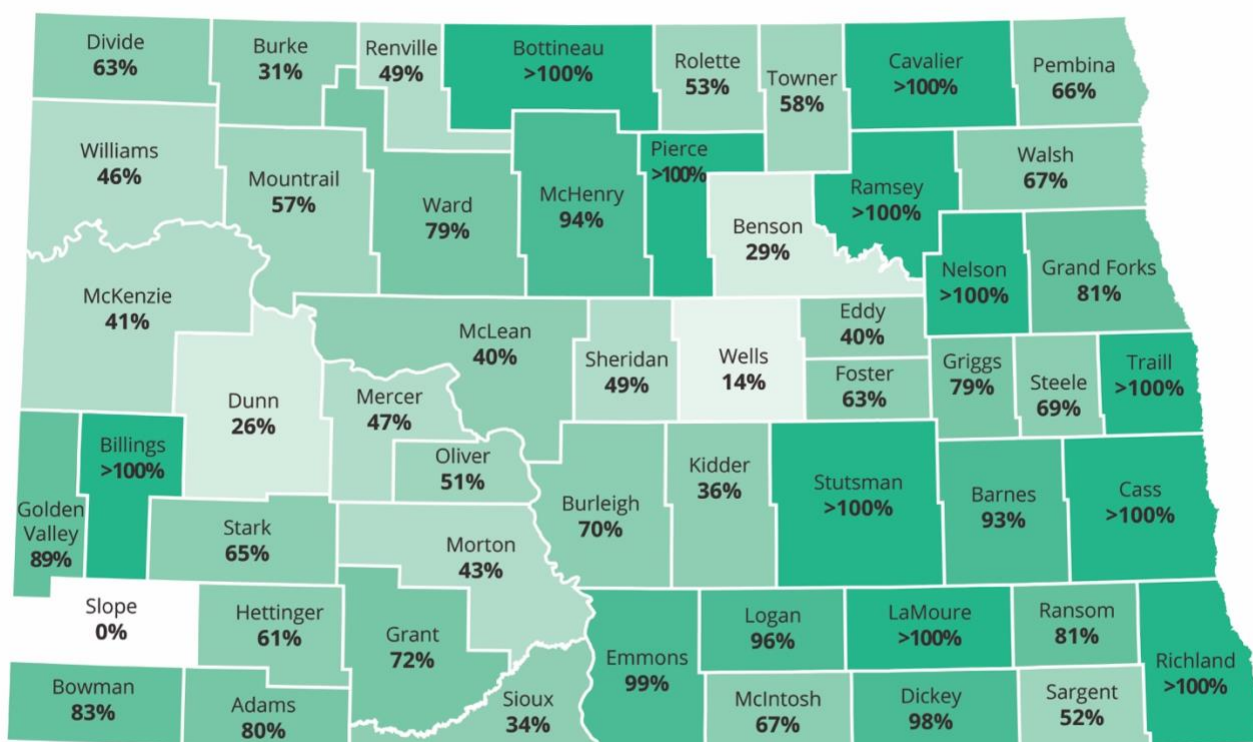 Divide
63%
Burke
31%
Renville
49%
Bottineau
>100%
Rolette
53%
Towner
58%
Cavalier
>100%
Pembina
66%
Williams
46%
Mountrail
57%
Ward
79%
McHenry
94%
Pierce
>100%
Benson
29%
Ramsey
>100%
Walsh
67%
Nelson
>100%
Grand Forks
81%
McKenzie
41%
Dunn
26%
McLean
40%
Mercer
47%
Oliver
51%
Sheridan
49%
Wells
14%
Eddy
40%
Foster
63%
Griggs
79%
Steele
69%
Traill
>100%
Golden
Valley
89%
Billings
>100%
Stark
65%
Morton
43%
Burleigh
70%
Kidder
36%
Stutsman
>100%
Barnes
93%
Cass
>100%
Slope
0%
Hettinger
61%
Grant
72%
Emmons
99%
Logan
96%
LaMoure
>100%
Ransom
81%
Richland
>100%
Bowman
83%
Adams
80%
Sioux
34%
McIntosh
67%
Dickey
98%
Sargent
52%